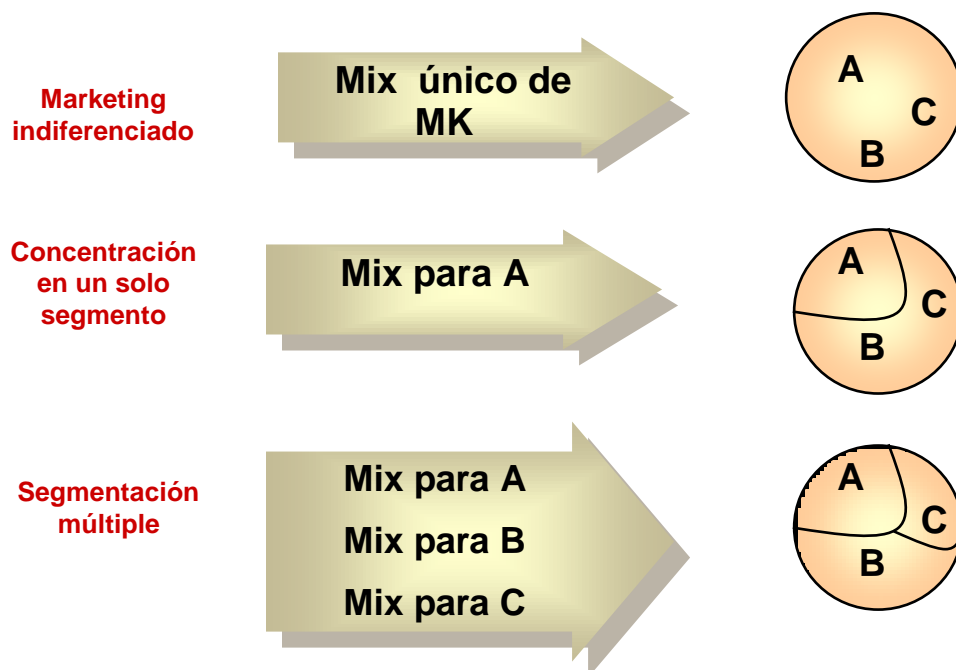 Marketing
indiferenciado
Mix único de
MK
A
C
B
Concentración
en un solo
segmento
Mix para A
A
C
B
Segmentación
múltiple
Mix para A
Mix para B
Mix para C
A
C
B